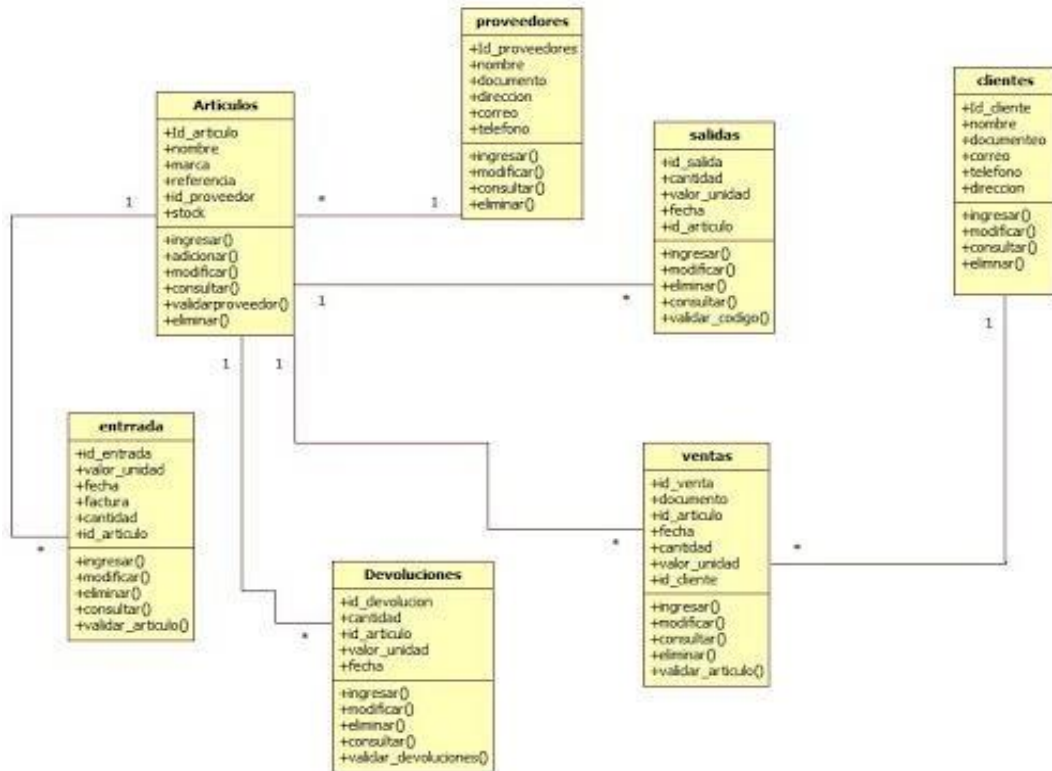 proveedores
+Id_proveedores
+nombre
+documento
+direccion
+correo
+telefono
+ingresar()
+modificar()
+consultar()
+eliminar()
clientes
+Id_cliente
+nombre
+documenteo
+correo
+telefono
+direccion
+ingresar()
+modificar()
+consultar()
+elimnar()
Articulos
+Id_articulo
+nombre
+marca
+referencia
+id_proveedor
+stock
+ingresar()
+adicionar()
+modificar()
+consultar()
+validarproveedor()
+eliminar()
salidas
+id_salida
+cantidad
+valor_unidad
+fecha
+id_articulo
+ingresar()
+modificar()
+eliminar()
+consultar()
+validar_codigo()
1
*
1
1
*
1
1
1
entrrada
+id_entrada
+valor_unidad
+fecha
+factura
+cantidad
+id_articulo
+ingresar()
+modificar()
+eliminar()
+consultar()
+validar_articulo()
*
Devoluciones
+id_devolucion
+cantidad
+id_articulo
+valor_unidad
+fecha
+ingresar()
+modificar()
+eliminar()
+consultar()
+validar_devoluciones()
*
ventas
+id_venta
+documento
+id_articulo
+fecha
+cantidad
+valor_unidad
+id_cliente
+ingresar()
+modificar()
+consultar()
+eliminar()
+validar_articulo()
*
*